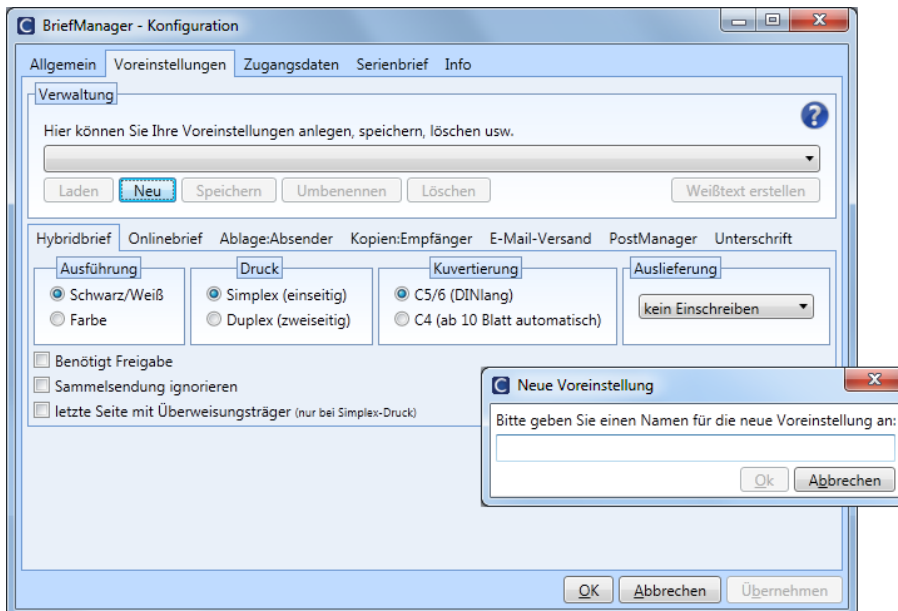 BriefManager - Konfiguration
Allgemein Voreinstellungen Zugangsdaten Serienbrief Info
Verwaltung
Hier können Sie Ihre Voreinstellungen anlegen, speichern, löschen usw.
Laden Neu Speichern Umbenennen Löschen Weißtext erstellen
Hybridbrief Onlinebrief Ablage:Absender Kopien:Empfänger E-Mail-Versand PostManager Unterschrift
Ausführung Druck Kuvertierung Auslieferung
Schwarz/Weiß Simplex (einseitig) C5/6 (DINlang) kein Einschreiben
Farbe Duplex (zweiseitig) C4 (ab 10 Blatt automatisch)
Benötigt Freigabe
Sammelsendung ignorieren
letzte Seite mit Überweisungsträger (nur bei Simplex-Druck)
Neue Voreinstellung
Bitte geben Sie einen Namen für die neue Voreinstellung an:
Ok Abbrechen
OK Abbrechen Übernehmen